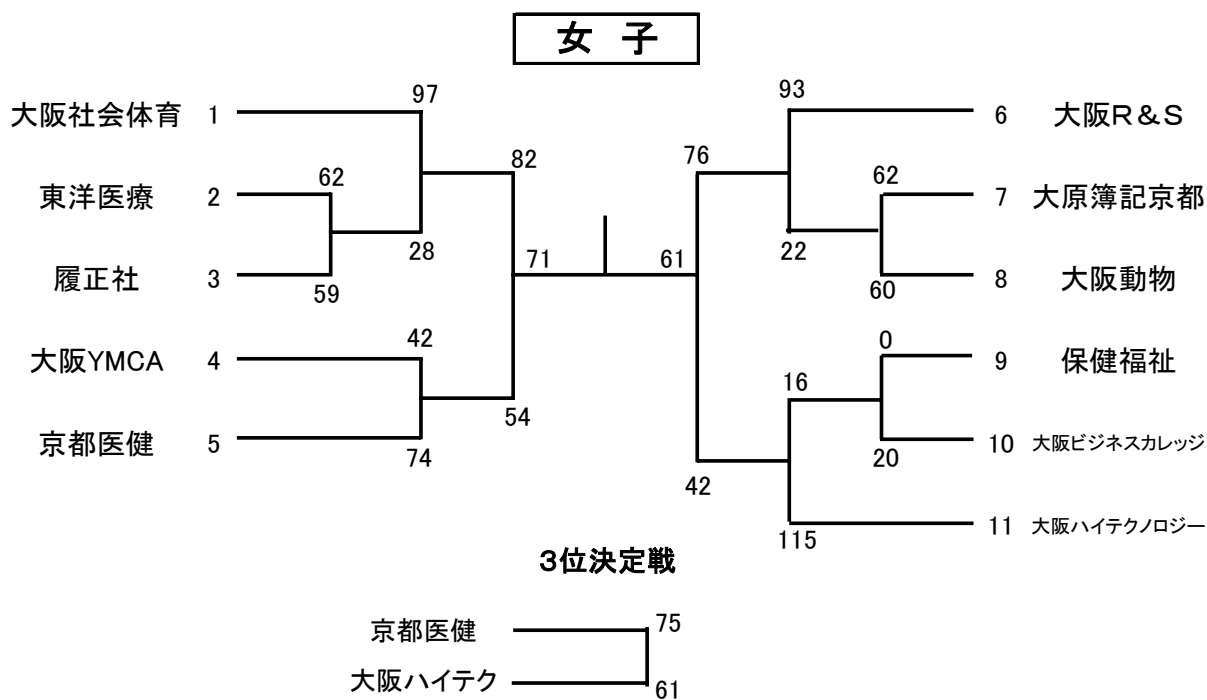 女 子
97
93
大阪社会体育 1
6 大阪R＆S
82
76
62
62
東洋医療 2
7 大原簿記京都
28
71
61
22
履正社 3
8 大阪動物
59
60
42
0
大阪YMCA 4
9 保健福祉
16
54
京都医健 5
10 大阪ビジネスカレッジ
74
20
42
11 大阪ハイテクノロジー
115
3位決定戦
京都医健
75
大阪ハイテク
61